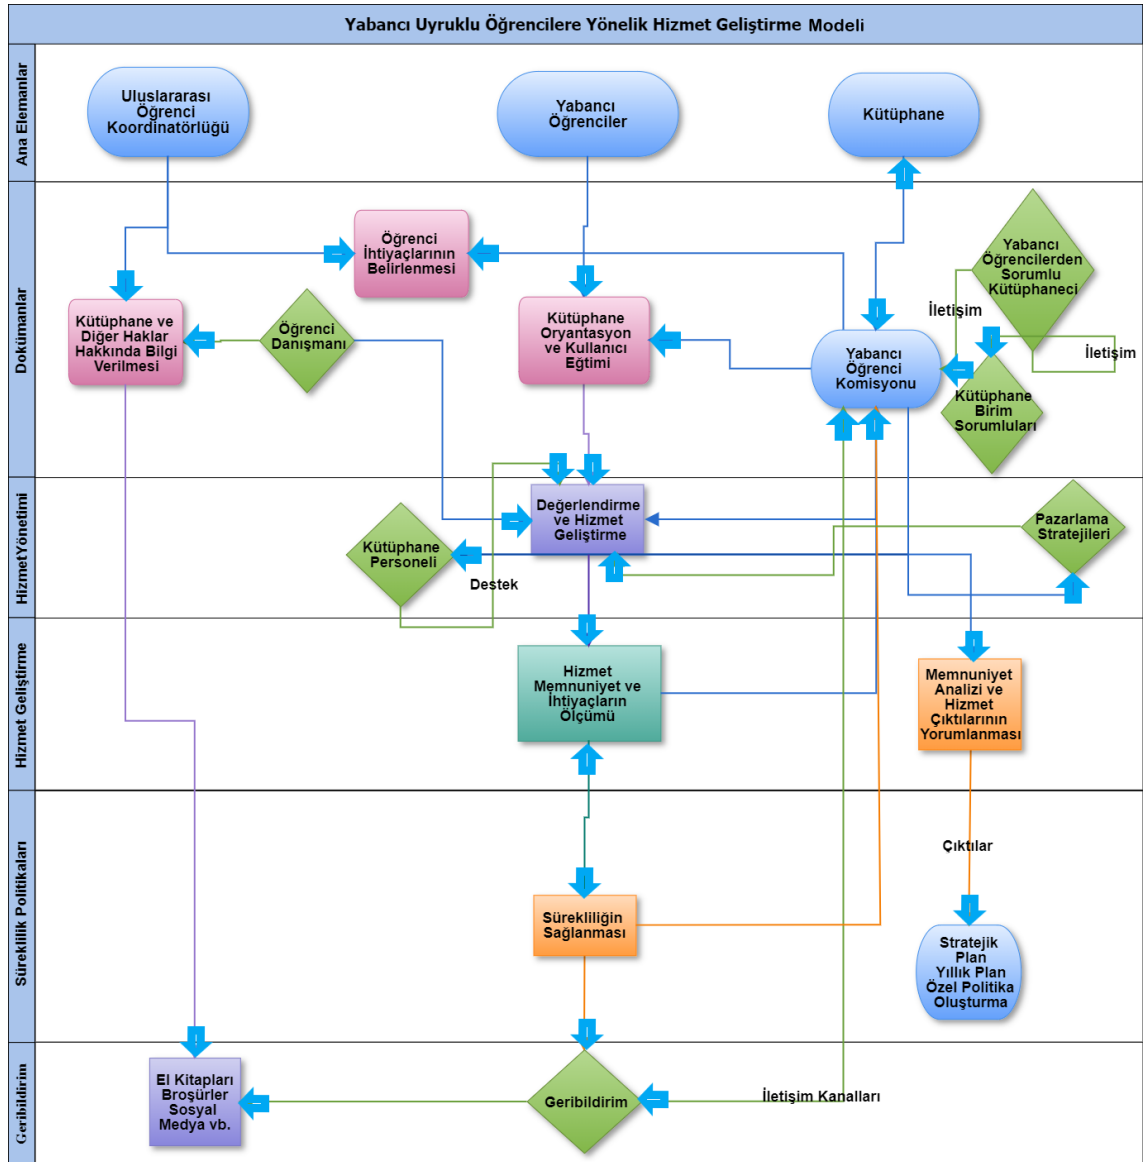 Yabancı Uyruklu Öğrencilere Yönelik Hizmet Geliştirme Modeli
Ana Elemanlar
Uluslararası
Öğrenci
Koordinatörlüğü
Yabancı
Öğrenciler
Kütüphane
Dokümanlar
Öğrenci
İhtiyaçlarının
Belirlenmesi
Yabancı
Öğrencilerden
Sorumlu
Kütüphaneci
Kütüphane ve
Diğer Haklar
Hakkında Bilgi
Verilmesi
Öğrenci
Danışmanı
Kütüphane
Oryantasyon
ve Kullanıcı
Eğitimi
Yabancı
Öğrenci
Komisyonu
İletişim
İletişim
Kütüphane
Birim
Sorumluları
HizmetYönetimi
Değerlendirme
ve Hizmet
Geliştirme
Pazarlama
Stratejileri
Kütüphane
Personeli
Destek
Hizmet Geliştirme
Hizmet
Memnuniyet ve
İhtiyaçların
Ölçümü
Memnuniyet
Analizi ve
Hizmet
Çıktılarının
Yorumlanması
Süreklilik Politikaları
Çıktılar
Sürekliliğin
Sağlanması
Stratejik
Plan
Yıllık Plan
Özel Politika
Oluşturma
Geribildirim
El Kitapları
Broşürler
Sosyal
Medya vb.
Geribildirim
İletişim Kanalları